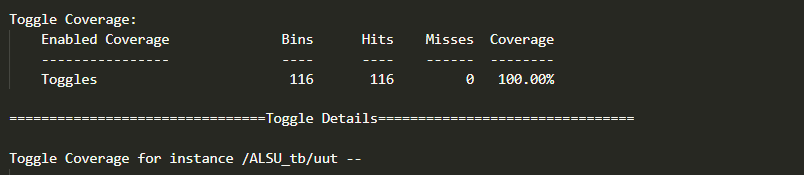 Toggle Coverage:
    Enabled Coverage              Bins      Hits    Misses  Coverage
    ----------------              ----      ----    ------  --------
    Toggles                        116       116         0   100.00%
================================Toggle Details================================
Toggle Coverage for instance /ALSU_tb/uut --